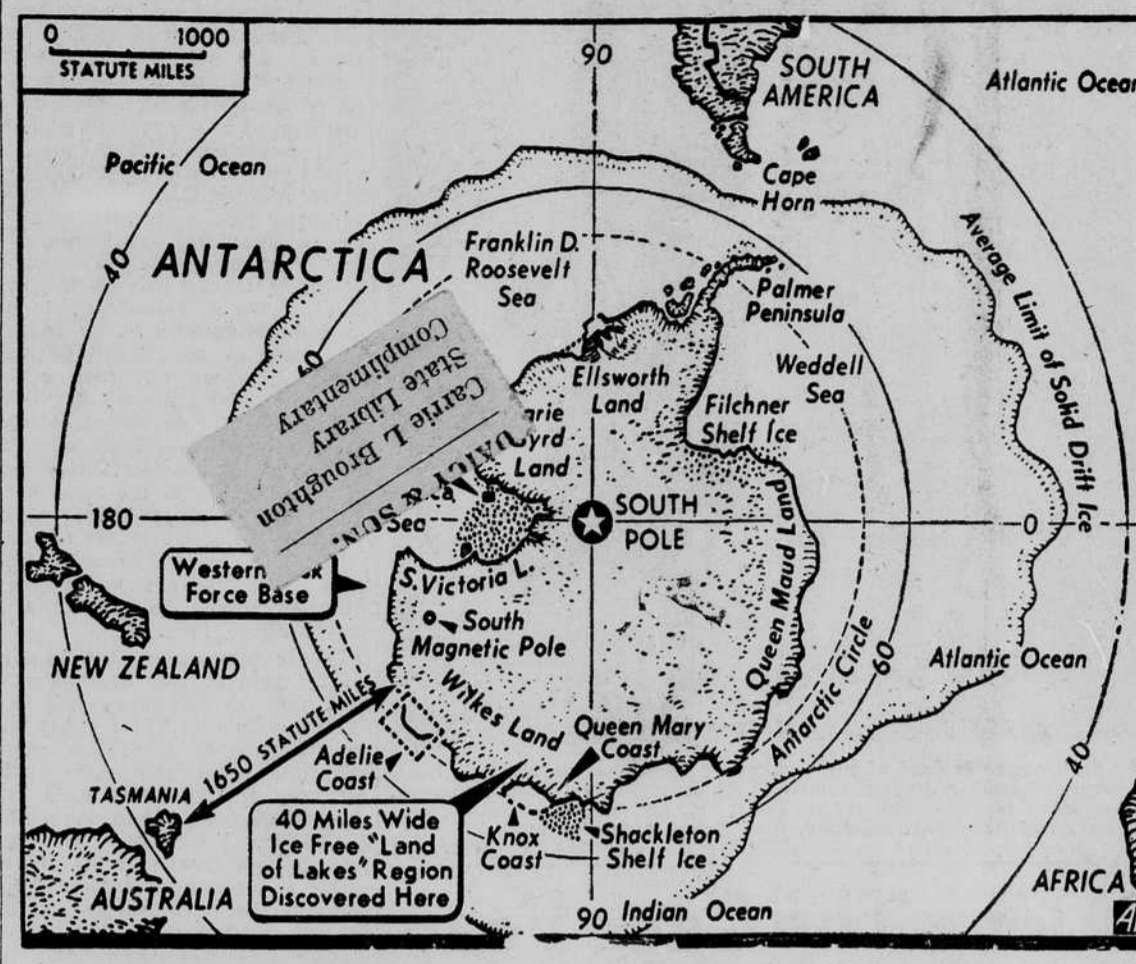 0 1000
STATUTE MILES
90
SOUTH
AMERICA
Atlantic Ocean
Pacific Ocean
Cape
Horn
40
ANTARCTICA
Franklin D.
Roosevelt
Sea
Average Limit of Solid Drift Ice
Palmer
Peninsula
60
Weddell
Sea
Ellsworth
Land
Filchner
Shelf Ice
Land
Carrie L Broughton
State Library
Complimentary
& SUN.
180
Sea
SOUTH
POLE
0
Western
Force Base
S. Victoria L.
South
Magnetic Pole
Queen Maud Land
NEW ZEALAND
Wilkes Land
Antarctic Circle
60
Atlantic Ocean
1650 STATUTE MILES
Adelie
Coast
Queen Mary
Coast
40
TASMANIA
40 Miles Wide
Ice Free "Land
of Lakes" Region
Discovered Here
Knox
Coast
Shackleton
Shelf Ice
AUSTRALIA
AFRICA
90
Indian Ocean